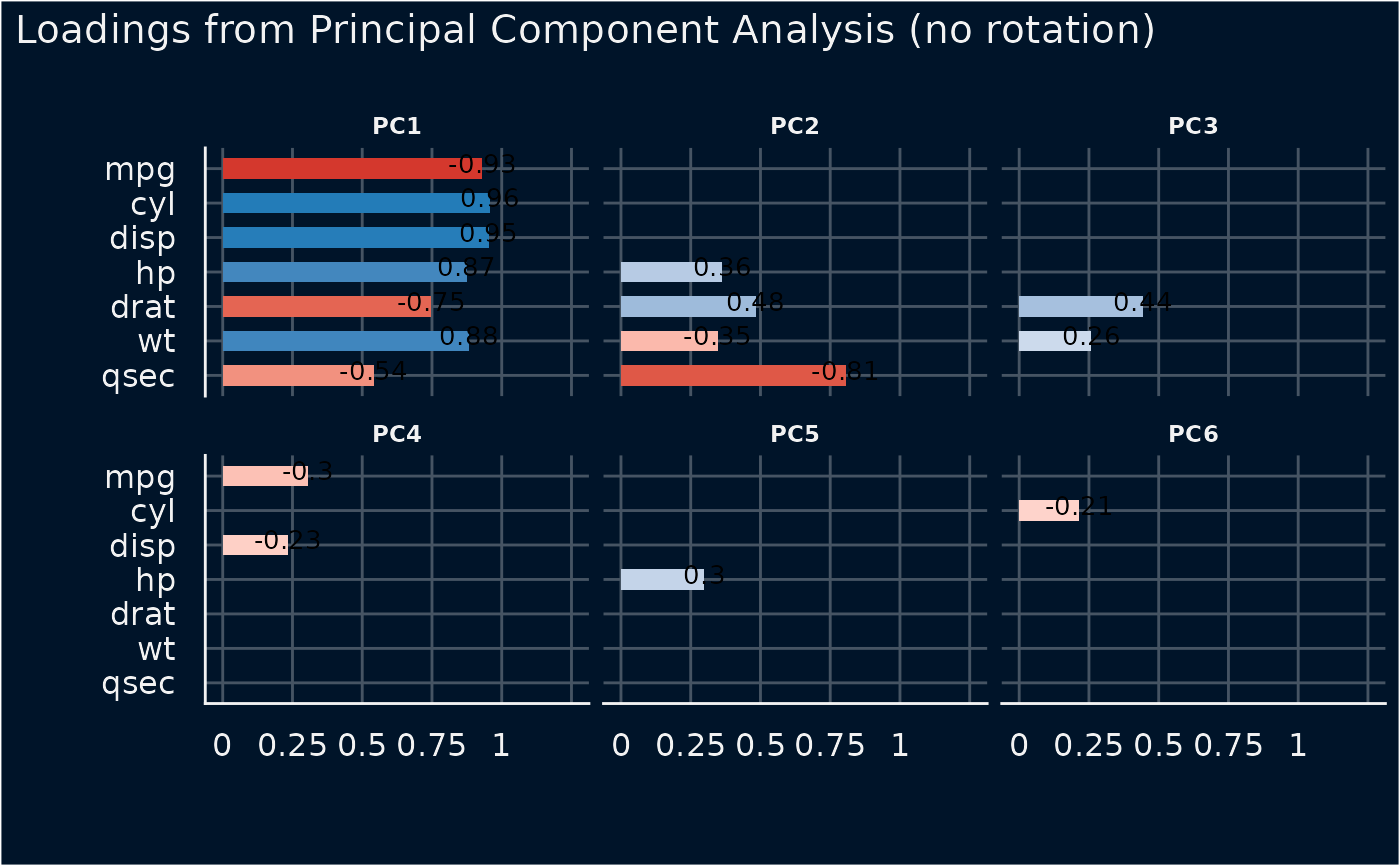 Loadings from Principal Component Analysis (no rotation)
PC1 PC2 PC3
mpg -0.93
cyl 0.96
disp 0.95
hp 0.87 0.36
drat -0.75 0.48 0.44
wt 0.88 -0.35 0.26
qsec -0.54 -0.81
PC4 PC5 PC6
mpg -0.3
cyl -0.21
disp -0.23
hp 0.3
drat
wt
qsec
0 0.25 0.5 0.75 1 0 0.25 0.5 0.75 1 0 0.25 0.5 0.75 1